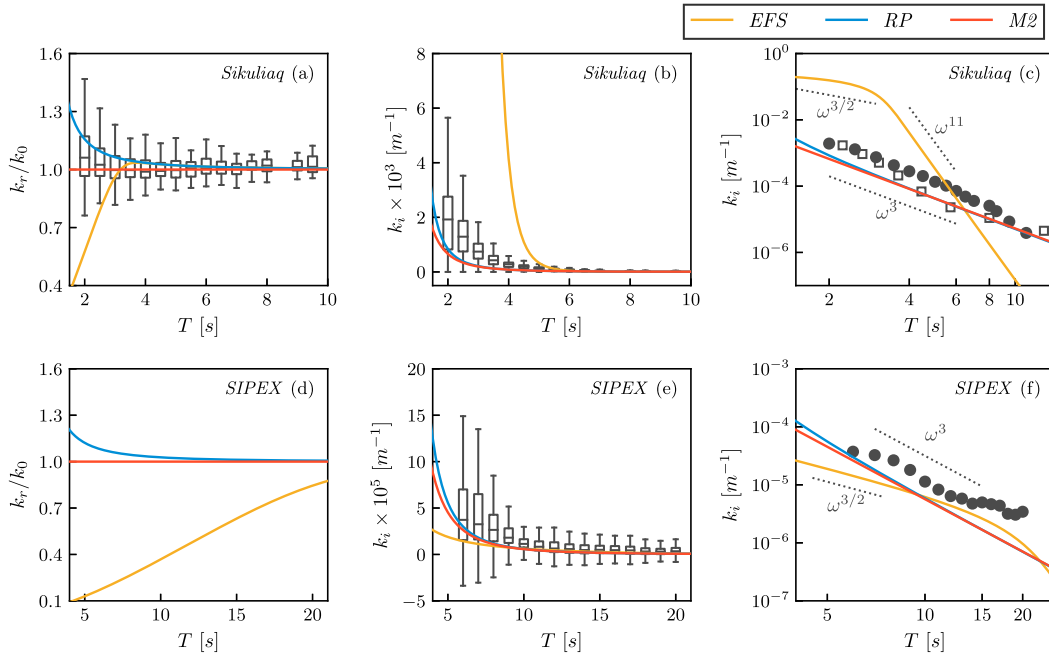 EFS RP M2
Sikuliaq (a)
k_r/k_0
1.6
1.3
1.0
0.7
0.4
2 4 6 8 10
T [s]
Sikuliaq (b)
k_i × 10^3 [m^{-1}]
8
6
4
2
0
2 4 6 8 10
T [s]
Sikuliaq (c)
k_i [m^{-1}]
10^0
10^{-2}
10^{-4}
10^{-6}
ω^{3/2}
ω^{11}
ω^3
2 4 6 8 10
T [s]
SIPEX (d)
k_r/k_0
1.6
1.3
1.0
0.7
0.4
0.1
5 10 15 20
T [s]
SIPEX (e)
k_i × 10^5 [m^{-1}]
20
15
10
5
0
−5
5 10 15 20
T [s]
SIPEX (f)
k_i [m^{-1}]
10^{-3}
10^{-4}
10^{-5}
10^{-6}
10^{-7}
ω^3
ω^{3/2}
5 10 15 20
T [s]